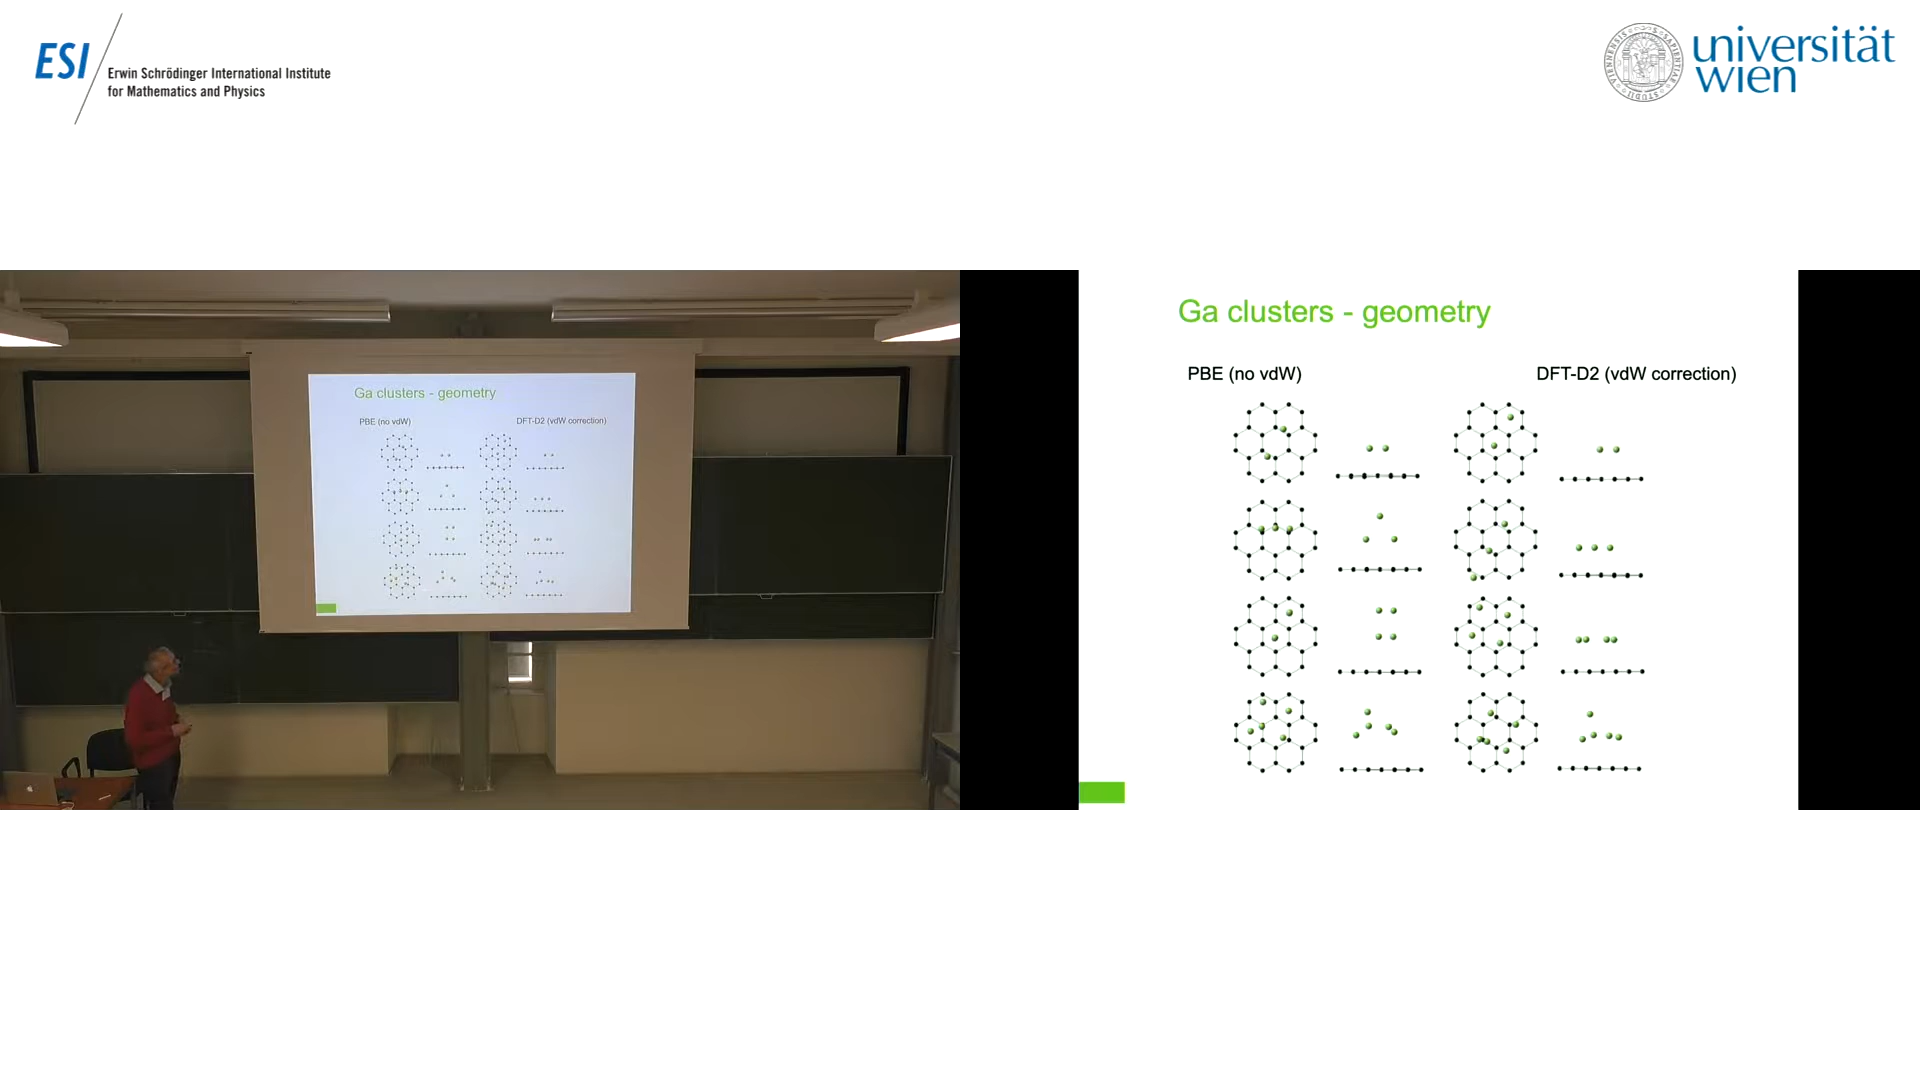 ESI
Erwin Schrödinger International Institute
for Mathematics and Physics
universität
wien
Ga clusters - geometry
PBE (no vdW)
DFT-D2 (vdW correction)
Ga clusters - geometry
PBE (no vdW)
DFT-D2 (vdW correction)